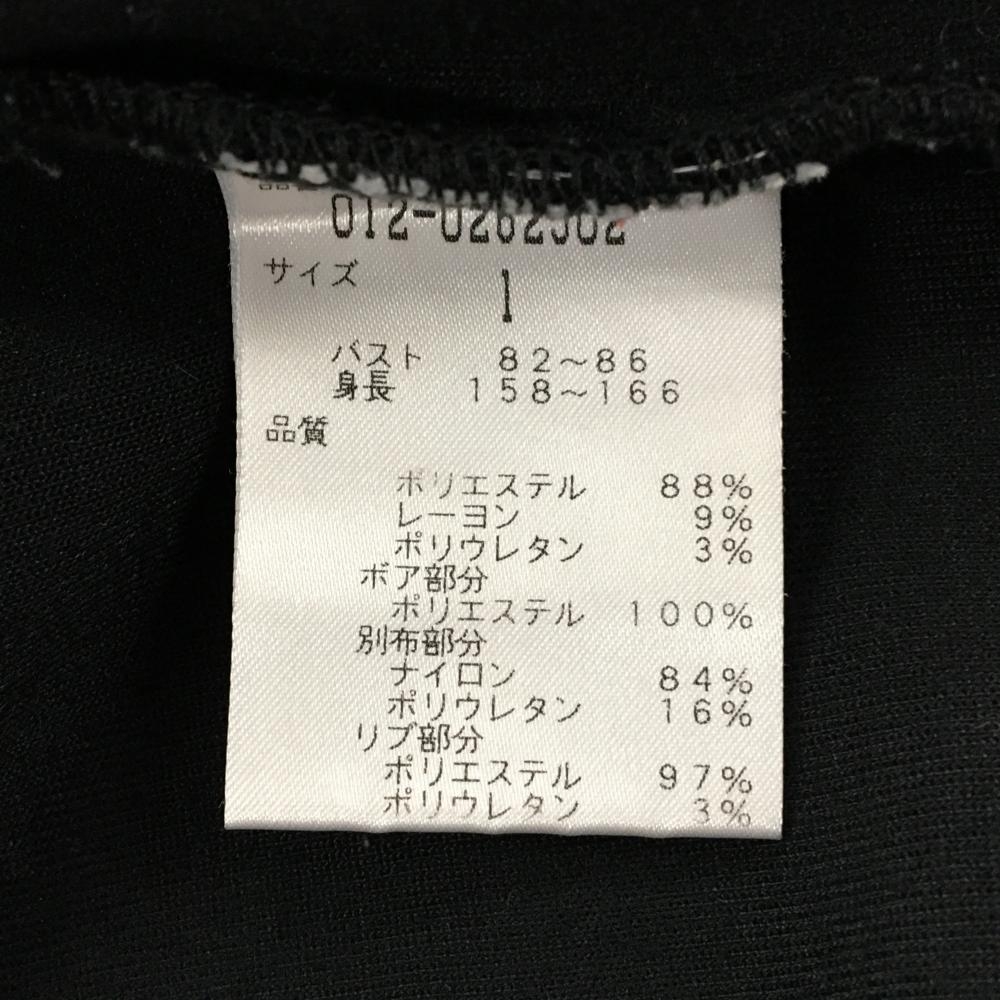 012-0262302
サイズ
1
バスト 82～86
身長 158～166
品質
ポリエステル 88%
レーヨン 9%
ポリウレタン 3%
ボア部分
ポリエステル 100%
別布部分
ナイロン 84%
ポリウレタン 16%
リブ部分
ポリエステル 97%
ポリウレタン 3%